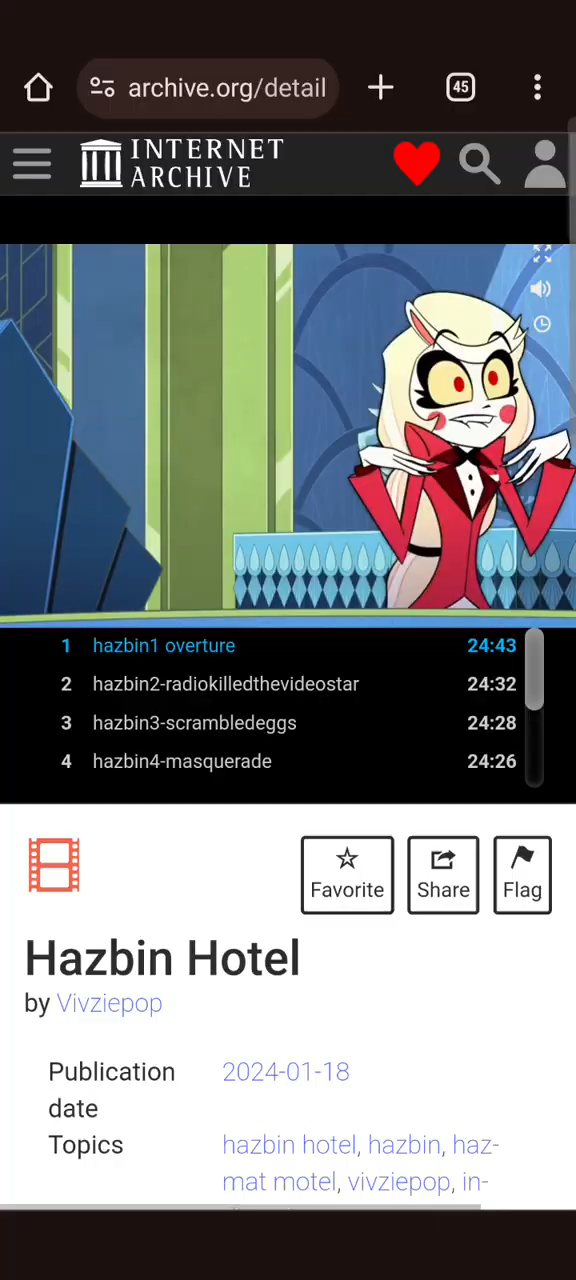 archive.org/detail
45
INTERNET
ARCHIVE
1 hazbin1 overture 24:43
2 hazbin2-radiokilledthevideostar 24:32
3 hazbin3-scrambledeggs 24:28
4 hazbin4-masquerade 24:26
Favorite
Share
Flag
Hazbin Hotel
by Vivziepop
Publication 2024-01-18
date
Topics hazbin hotel, hazbin, haz-
mat motel, vivziepop, in-